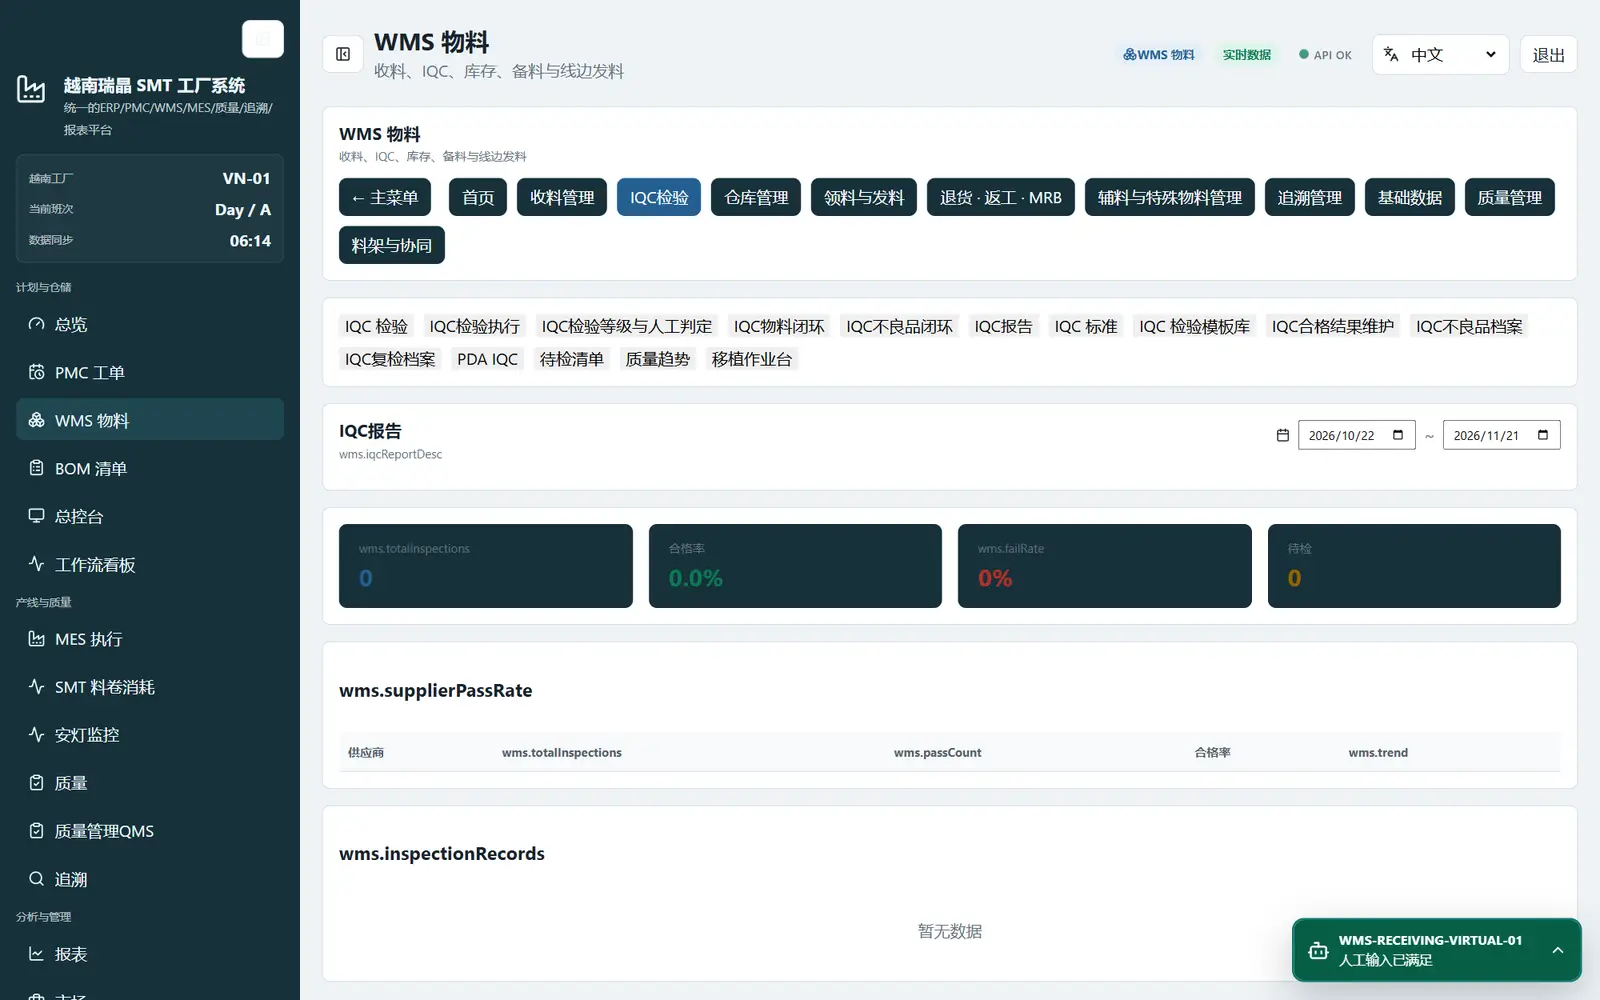 越南瑞晶 SMT 工厂系统
统一的ERP/PMC/WMS/MES/质量/追溯/
报表平台
越南工厂 VN-01
当前班次 Day / A
数据同步 06:14
计划与仓储
总览
PMC 工单
WMS 物料
BOM 清单
总控台
工作流看板
产线与质量
MES 执行
SMT 料卷消耗
安灯监控
质量
质量管理QMS
追溯
分析与管理
报表
市场
WMS 物料
收料、IQC、库存、备料与线边发料
WMS 物料 实时数据 API OK 中文 退出
WMS 物料
收料、IQC、库存、备料与线边发料
← 主菜单 首页 收料管理 IQC检验 仓库管理 领料与发料 退货 · 返工 · MRB 辅料与特殊物料管理 追溯管理 基础数据 质量管理
料架与协同
IQC 检验 IQC检验执行 IQC检验等级与人工判定 IQC物料闭环 IQC不良品闭环 IQC报告 IQC 标准 IQC 检验模板库 IQC合格结果维护 IQC不良品档案
IQC复检档案 PDA IQC 待检清单 质量趋势 移植作业台
IQC报告
wms.iqcReportDesc
2026/10/22 ~ 2026/11/21
wms.totalInspections 合格率 wms.failRate 待检
0 0.0% 0% 0
wms.supplierPassRate
供应商 wms.totalInspections wms.passCount 合格率 wms.trend
wms.inspectionRecords
暂无数据
WMS-RECEIVING-VIRTUAL-01
人工输入已满足